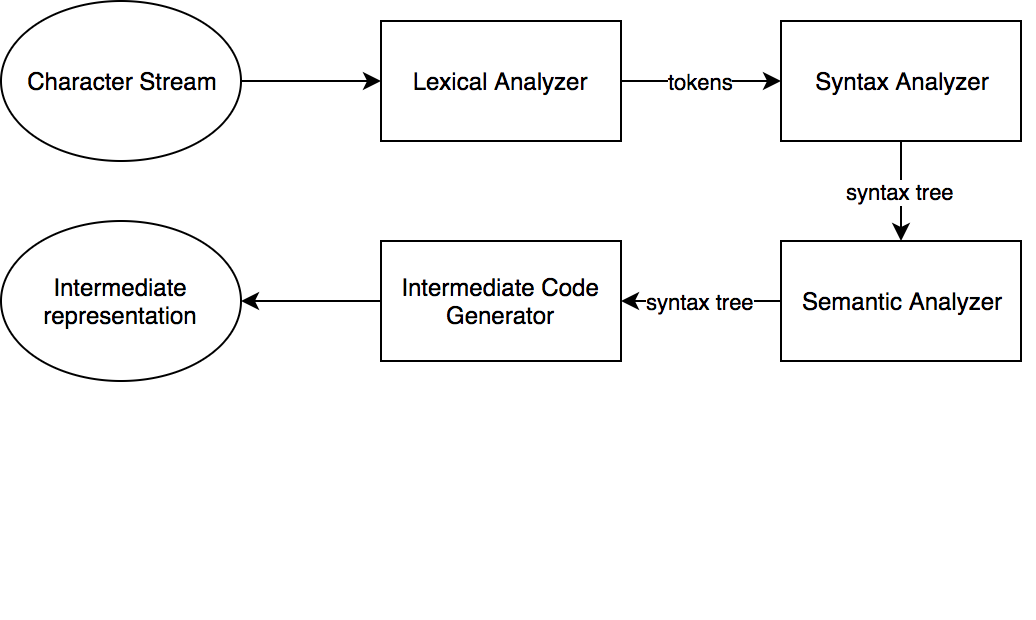 Character Stream
Lexical Analyzer
tokens
Syntax Analyzer
syntax tree
Semantic Analyzer
syntax tree
Intermediate Code
Generator
Intermediate
representation